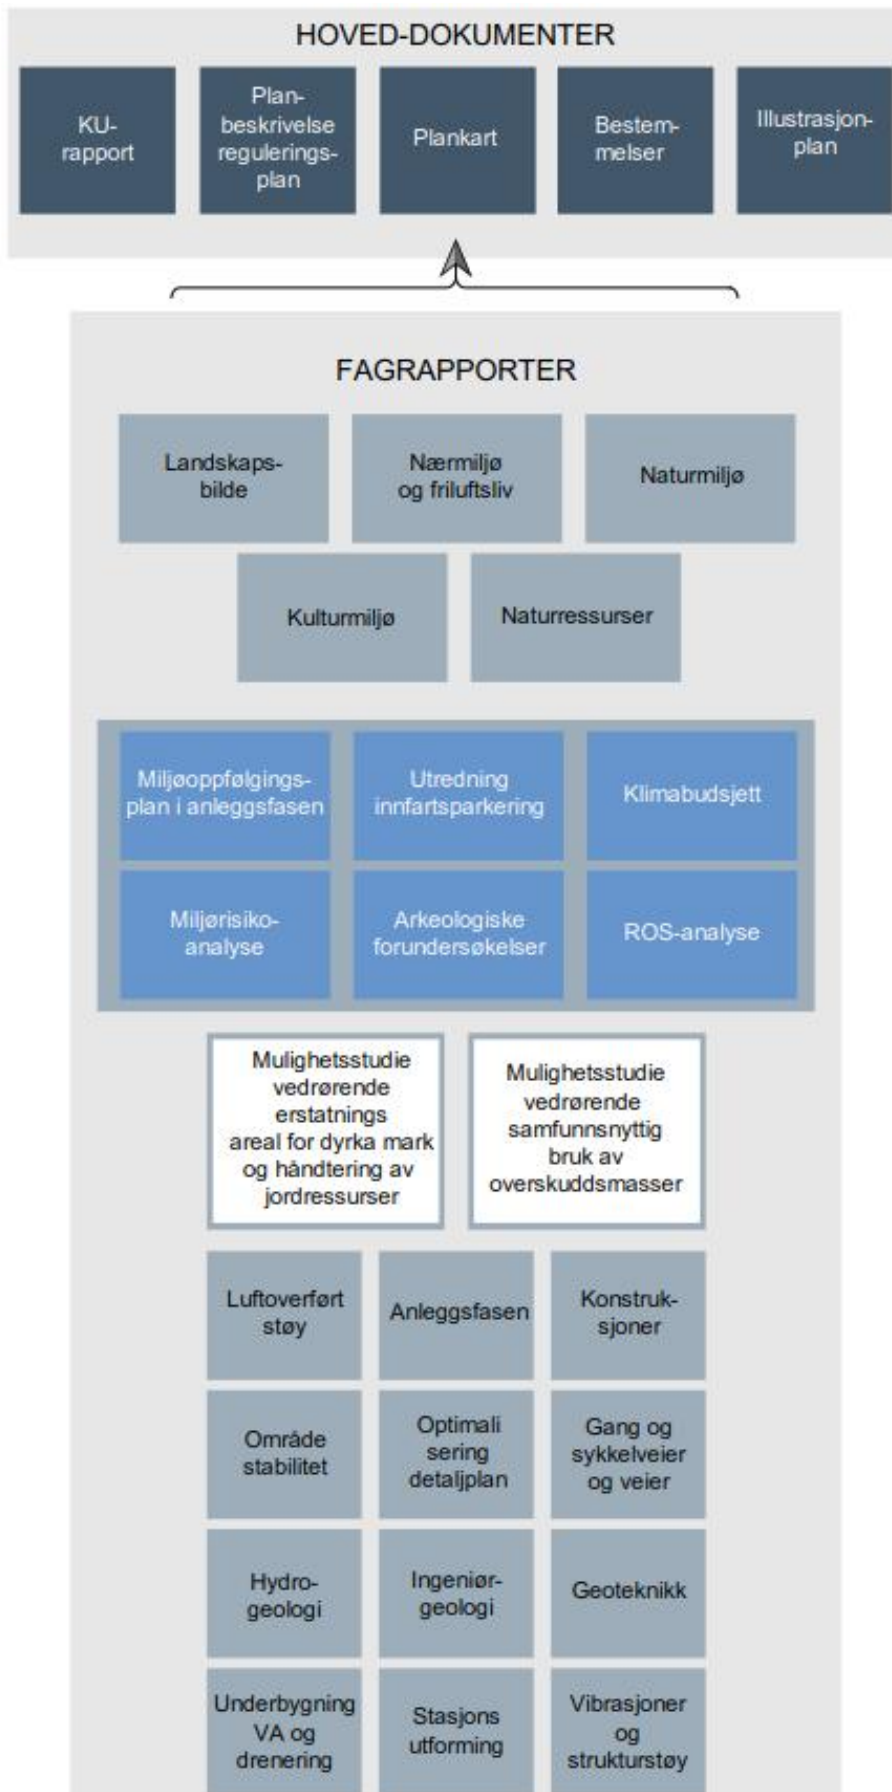 HOVED-DOKUMENTER
KU-
rapport
Plan-
beskrivelse
regulerings-
plan
Plankart
Bestem-
melser
Illustrasjon-
plan
FAGRAPPORTER
Landskaps-
bilde
Nærmiljø
og friluftsliv
Naturmiljø
Kulturmiljø
Naturressurser
Miljøoppfølgings-
plan i anleggsfasen
Utredning
innfartsparkering
Klimabudsjett
Miljørisiko-
analyse
Arkeologiske
forundersøkelser
ROS-analyse
Mulighetsstudie
vedrørende
erstatnings
areal for dyrka mark
og håndtering av
jordressurser
Mulighetsstudie
vedrørende
samfunnsnyttig
bruk av
overskuddsmasser
Luftoverført
støy
Anleggsfasen
Konstruk-
sjoner
Område
stabilitet
Optimali
sering
detaljplan
Gang og
sykkelveier
og veier
Hydro-
geologi
Ingeniør-
geologi
Geoteknikk
Underbygning
VA og
drenering
Stasjons
utforming
Vibrasjoner
og
strukturstøy